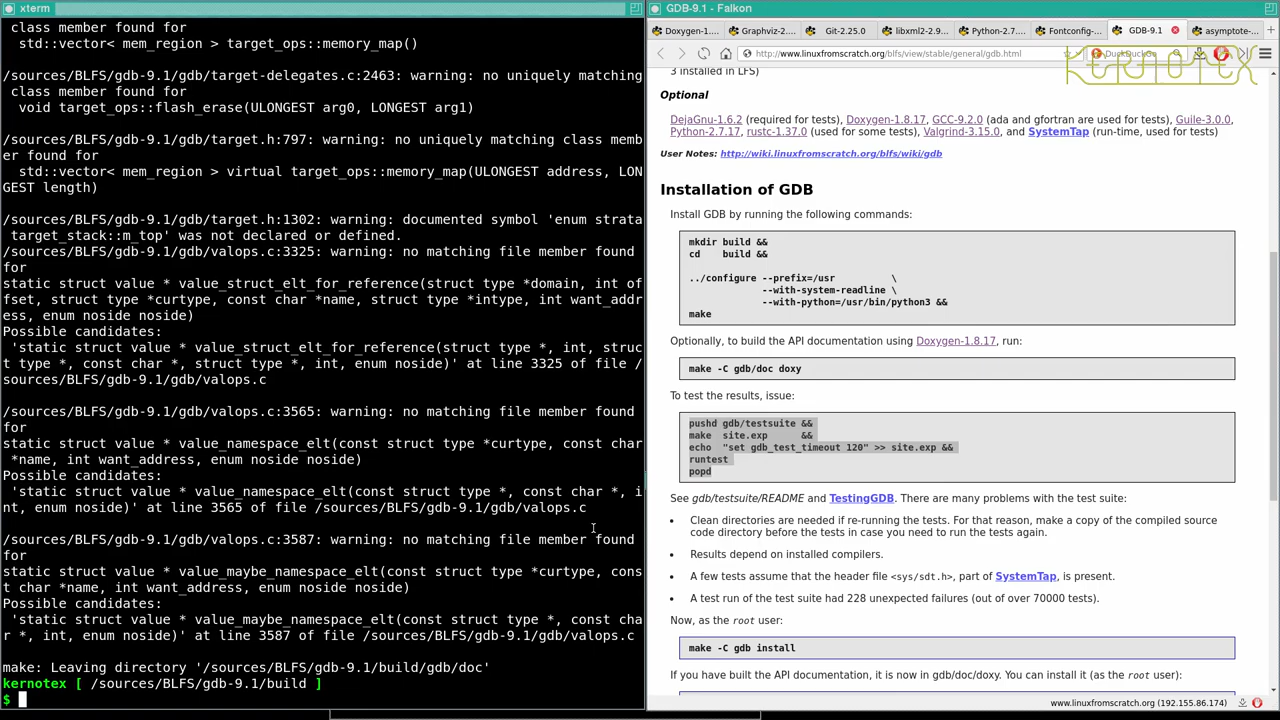 xterm
class member found for
std::vector< mem_region > target_ops::memory_map()
/sources/BLFS/gdb-9.1/gdb/target-delegates.c:2463: warning: no uniquely matching
class member found for
void target_ops::flash_erase(ULONGEST arg0, LONGEST arg1)
/sources/BLFS/gdb-9.1/gdb/target.h:797: warning: no uniquely matching class memb
er found for
std::vector< mem_region > virtual target_ops::memory_map(ULONGEST address, LON
GEST length)
/sources/BLFS/gdb-9.1/gdb/target.h:1302: warning: documented symbol 'enum strata
target_stack::m_top' was not declared or defined.
/sources/BLFS/gdb-9.1/gdb/valops.c:3325: warning: no matching file member found
for
static struct value * value_struct_elt_for_reference(struct type *domain, int of
fset, struct type *curtype, const char *name, struct type *intype, int want_addr
ess, enum noside noside)
Possible candidates:
'static struct value * value_struct_elt_for_reference(struct type *, int, struc
t type *, const char *, struct type *, int, enum noside)' at line 3325 of file /
sources/BLFS/gdb-9.1/gdb/valops.c
/sources/BLFS/gdb-9.1/gdb/valops.c:3565: warning: no matching file member found
for
static struct value * value_namespace_elt(const struct type *curtype, const char
*name, int want_address, enum noside noside)
Possible candidates:
'static struct value * value_namespace_elt(const struct type *, const char *, i
nt, enum noside)' at line 3565 of file /sources/BLFS/gdb-9.1/gdb/valops.c
/sources/BLFS/gdb-9.1/gdb/valops.c:3587: warning: no matching file member found
for
static struct value * value_maybe_namespace_elt(const struct type *curtype, cons
t char *name, int want_address, enum noside noside)
Possible candidates:
'static struct value * value_maybe_namespace_elt(const struct type *, const cha
r *, int, enum noside)' at line 3587 of file /sources/BLFS/gdb-9.1/gdb/valops.c
make: Leaving directory '/sources/BLFS/gdb-9.1/build/gdb/doc'
kernotex [ /sources/BLFS/gdb-9.1/build ]
$
GDB-9.1 - Falkon
Doxygen-1.... Graphviz-2.... Git-2.25.0 libxml2-2.9... Python-2.7.... Fontconfig-... GDB-9.1 asymptote-...
http://www.linuxfromscratch.org/blfs/view/stable/general/gdb.html DuckDuckGo
KERNOTEX
3 installed in LFS)
Optional
DejaGnu-1.6.2 (required for tests), Doxygen-1.8.17, GCC-9.2.0 (ada and gfortran are used for tests), Guile-3.0.0,
Python-2.7.17, rustc-1.37.0 (used for some tests), Valgrind-3.15.0, and SystemTap (run-time, used for tests)
User Notes: http://wiki.linuxfromscratch.org/blfs/wiki/gdb
Installation of GDB
Install GDB by running the following commands:
mkdir build &&
cd build &&
../configure --prefix=/usr \
--with-system-readline \
--with-python=/usr/bin/python3 &&
make
Optionally, to build the API documentation using Doxygen-1.8.17, run:
make -C gdb/doc doxy
To test the results, issue:
pushd gdb/testsuite &&
make site.exp &&
echo "set gdb_test_timeout 120" >> site.exp &&
runtest
popd
See gdb/testsuite/README and TestingGDB. There are many problems with the test suite:
• Clean directories are needed if re-running the tests. For that reason, make a copy of the compiled source
code directory before the tests in case you need to run the tests again.
• Results depend on installed compilers.
• A few tests assume that the header file <sys/sdt.h>, part of SystemTap, is present.
• A test run of the test suite had 228 unexpected failures (out of over 70000 tests).
Now, as the root user:
make -C gdb install
If you have built the API documentation, it is now in gdb/doc/doxy. You can install it (as the root user):
www.linuxfromscratch.org (192.155.86.174)